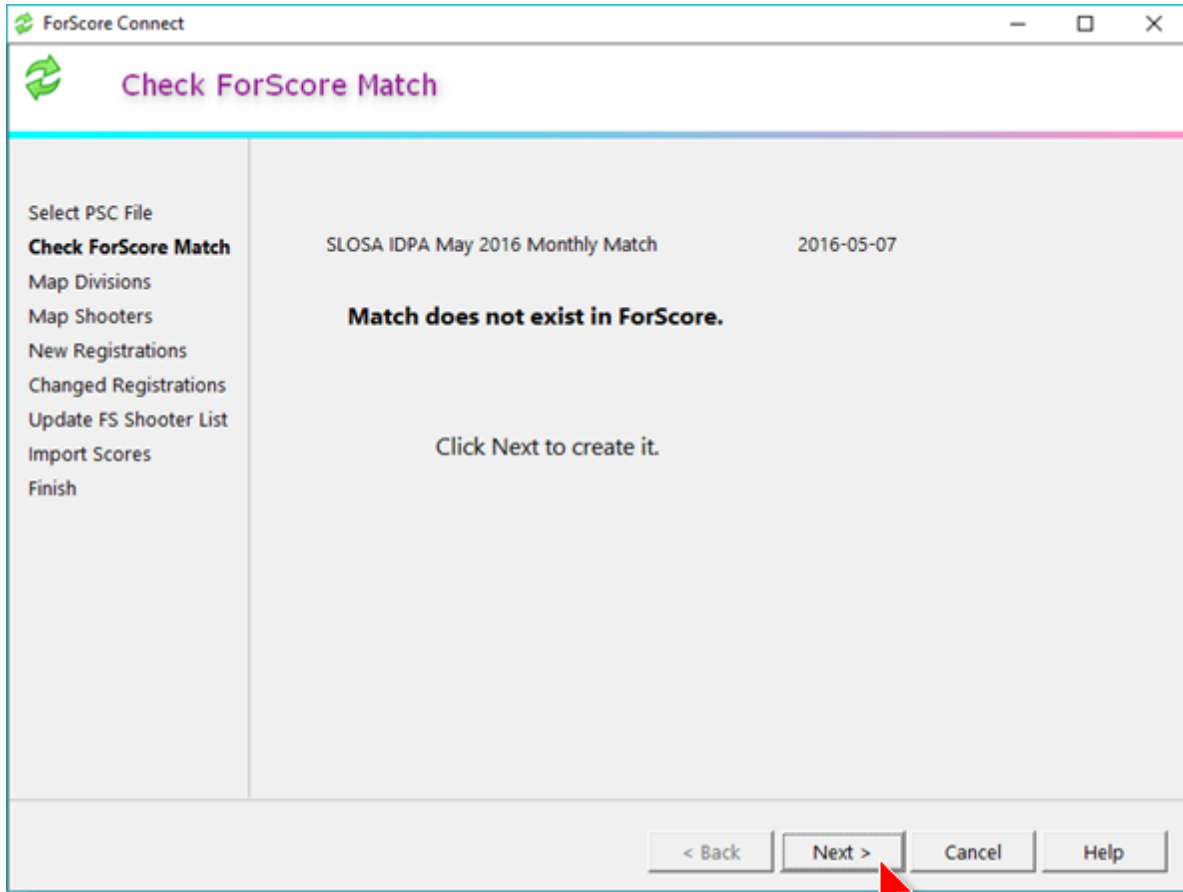 ForScore Connect
Check ForScore Match
Select PSC File
Check ForScore Match
Map Divisions
Map Shooters
New Registrations
Changed Registrations
Update FS Shooter List
Import Scores
Finish
SLOSA IDPA May 2016 Monthly Match 2016-05-07
Match does not exist in ForScore.
Click Next to create it.
< Back Next > Cancel Help